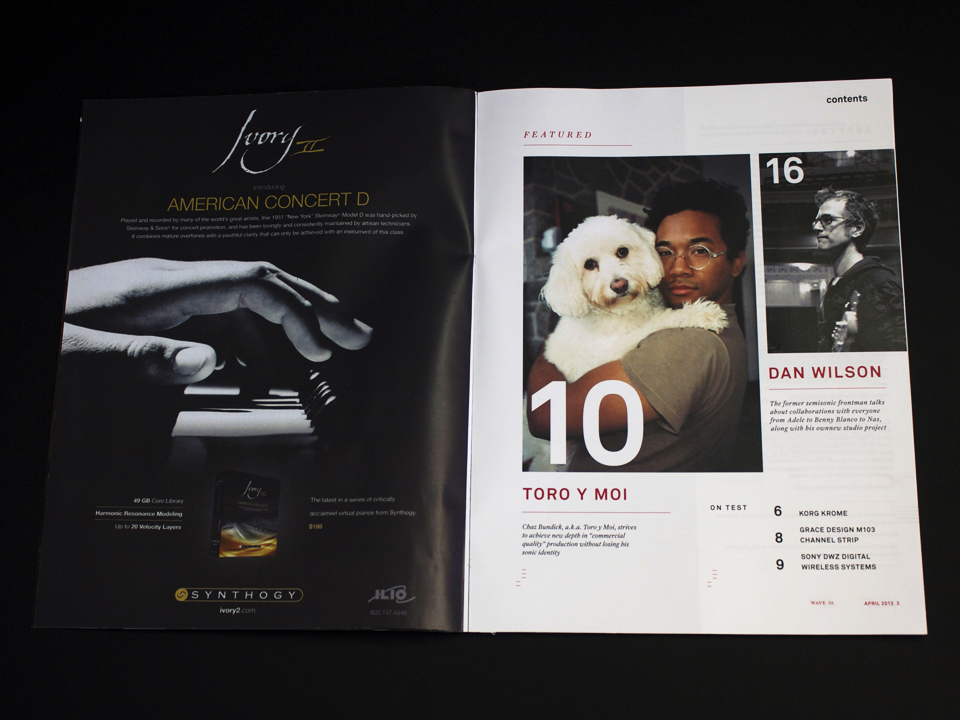 Ivory II
Introducing
AMERICAN CONCERT D
Played and recorded by many of the world's great artists, this 1951 "New York" Steinway® Model D was hand-picked by
Steinway & Sons® for concert promotion, and has been lovingly and consistently maintained by artisan technicians.
It combines mature overtones with a youthful clarity that can only be achieved with an instrument of this class.
49 GB Core Library
Harmonic Resonance Modeling
Up to 20 Velocity Layers
Ivory II
The latest in a series of critically
acclaimed virtual pianos from Synthogy.
$199
SYNTHOGY
ivory2.com
ILIO
800.747.4546
contents
FEATURED
10
TORO Y MOI
Chaz Bundick, a.k.a. Toro y Moi, strives
to achieve new depth in "commercial
quality" production without losing his
sonic identity
16
DAN WILSON
The former semisonic frontman talks
about collaborations with everyone
from Adele to Benny Blanco to Nas,
along with his ownnew studio project
ON TEST
6 KORG KROME
8 GRACE DESIGN M103
CHANNEL STRIP
9 SONY DWZ DIGITAL
WIRELESS SYSTEMS
WAVE 01
APRIL 2013 3